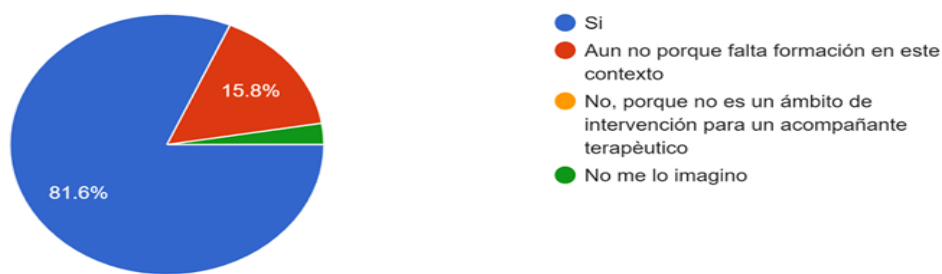 15.8%
81.6%
Si
Aun no porque falta formación en este
contexto
No, porque no es un ámbito de
intervención para un acompañante
terapèutico
No me lo imagino